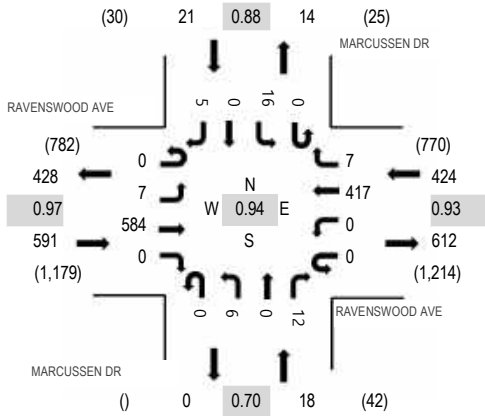 (30) 21 0.88 14 (25)
MARCUSSEN DR
RAVENSWOOD AVE
5 0 16 0
(782) (770)
0 7
428 424
7 N 417
0.97 W 0.94 E 0.93
584 S 0
591 612
0 0
(1,179) (1,214)
0 6 0 12
RAVENSWOOD AVE
MARCUSSEN DR
() 0 0.70 18 (42)